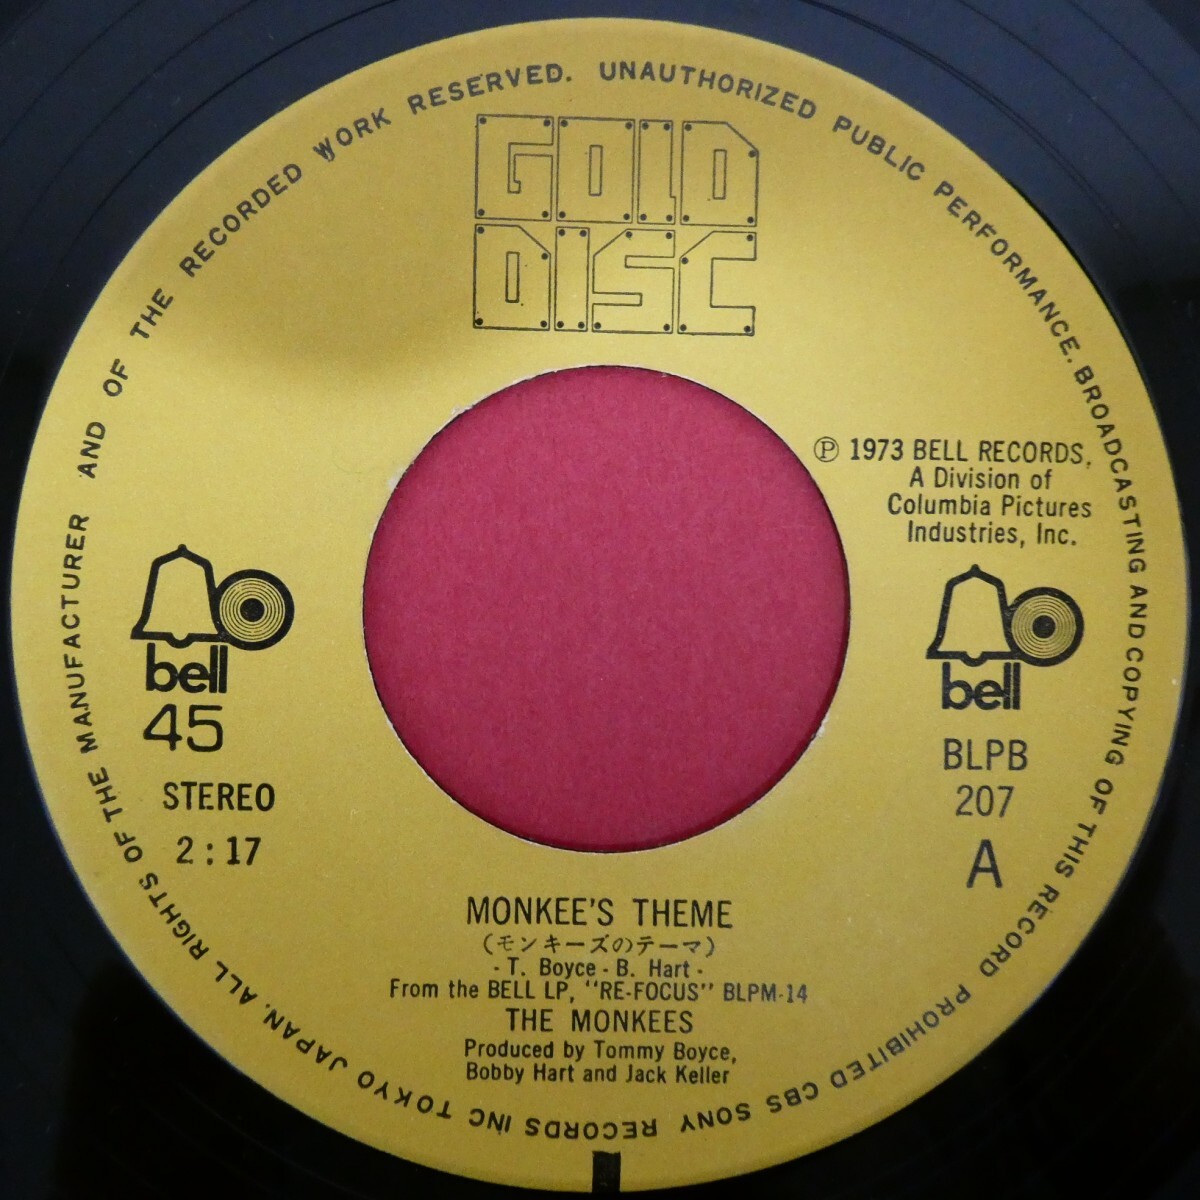 ALL RIGHTS OF THE MANUFACTURER AND OF THE RECORDED WORK RESERVED. UNAUTHORIZED PUBLIC PERFORMANCE. BROADCASTING AND COPYING OF THIS RECORD PROHIBITED CBS SONY RECORDS INC TOKYO JAPAN.
GOLD
DISC
℗ 1973 BELL RECORDS,
A Division of
Columbia Pictures
Industries, Inc.
bell
45
STEREO
2:17
bell
BLPB
207
A
MONKEE'S THEME
(モンキーズのテーマ)
- T. Boyce - B. Hart -
From the BELL LP, "RE-FOCUS" BLPM-14
THE MONKEES
Produced by Tommy Boyce,
Bobby Hart and Jack Keller